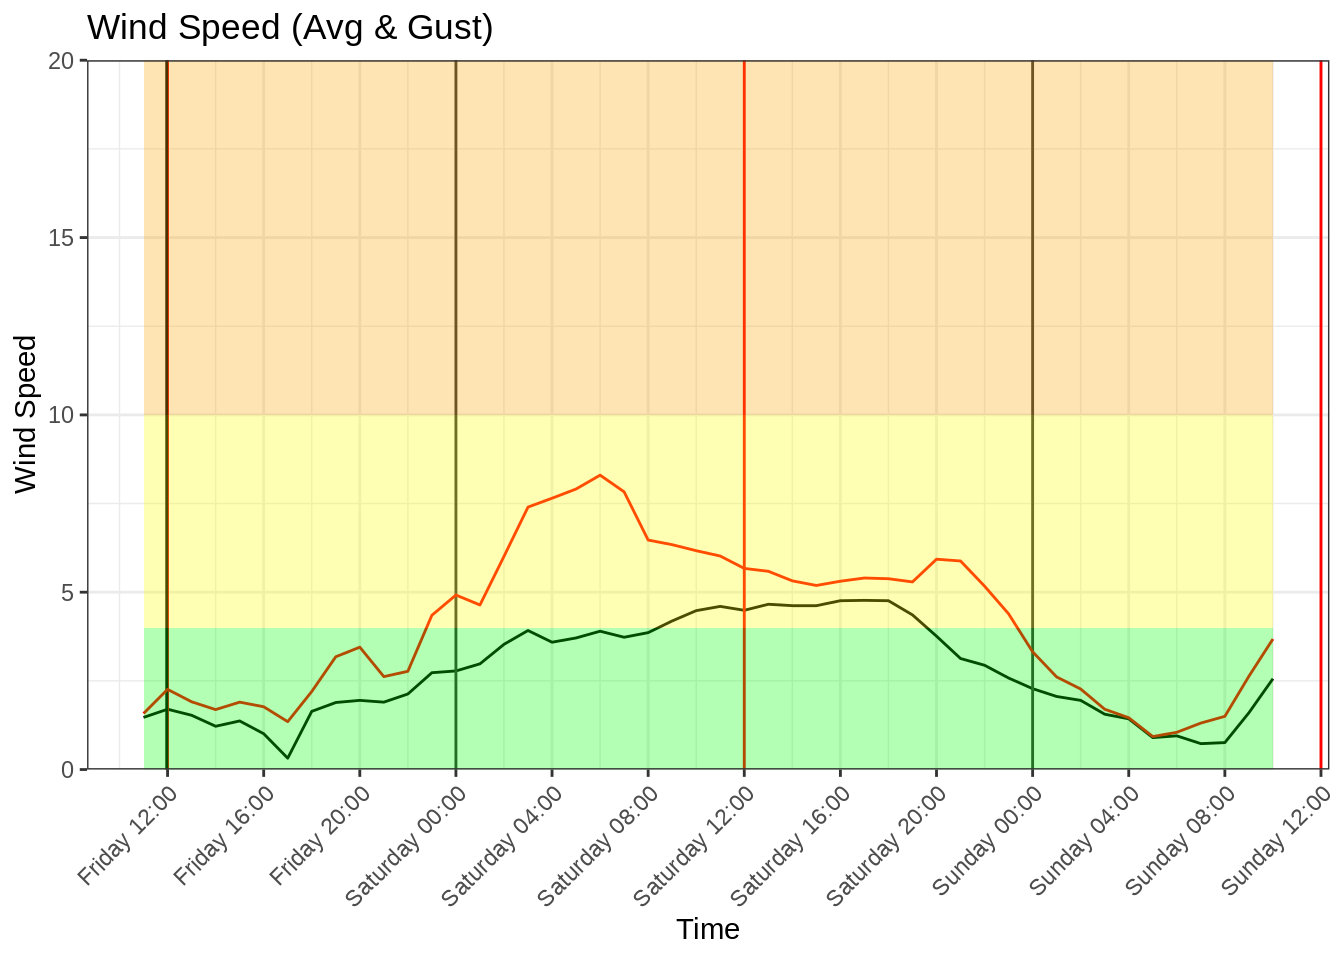 Wind Speed (Avg & Gust)
20
15
10
5
0
Wind Speed
Friday 12:00
Friday 16:00
Friday 20:00
Saturday 00:00
Saturday 04:00
Saturday 08:00
Saturday 12:00
Saturday 16:00
Saturday 20:00
Sunday 00:00
Sunday 04:00
Sunday 08:00
Sunday 12:00
Time